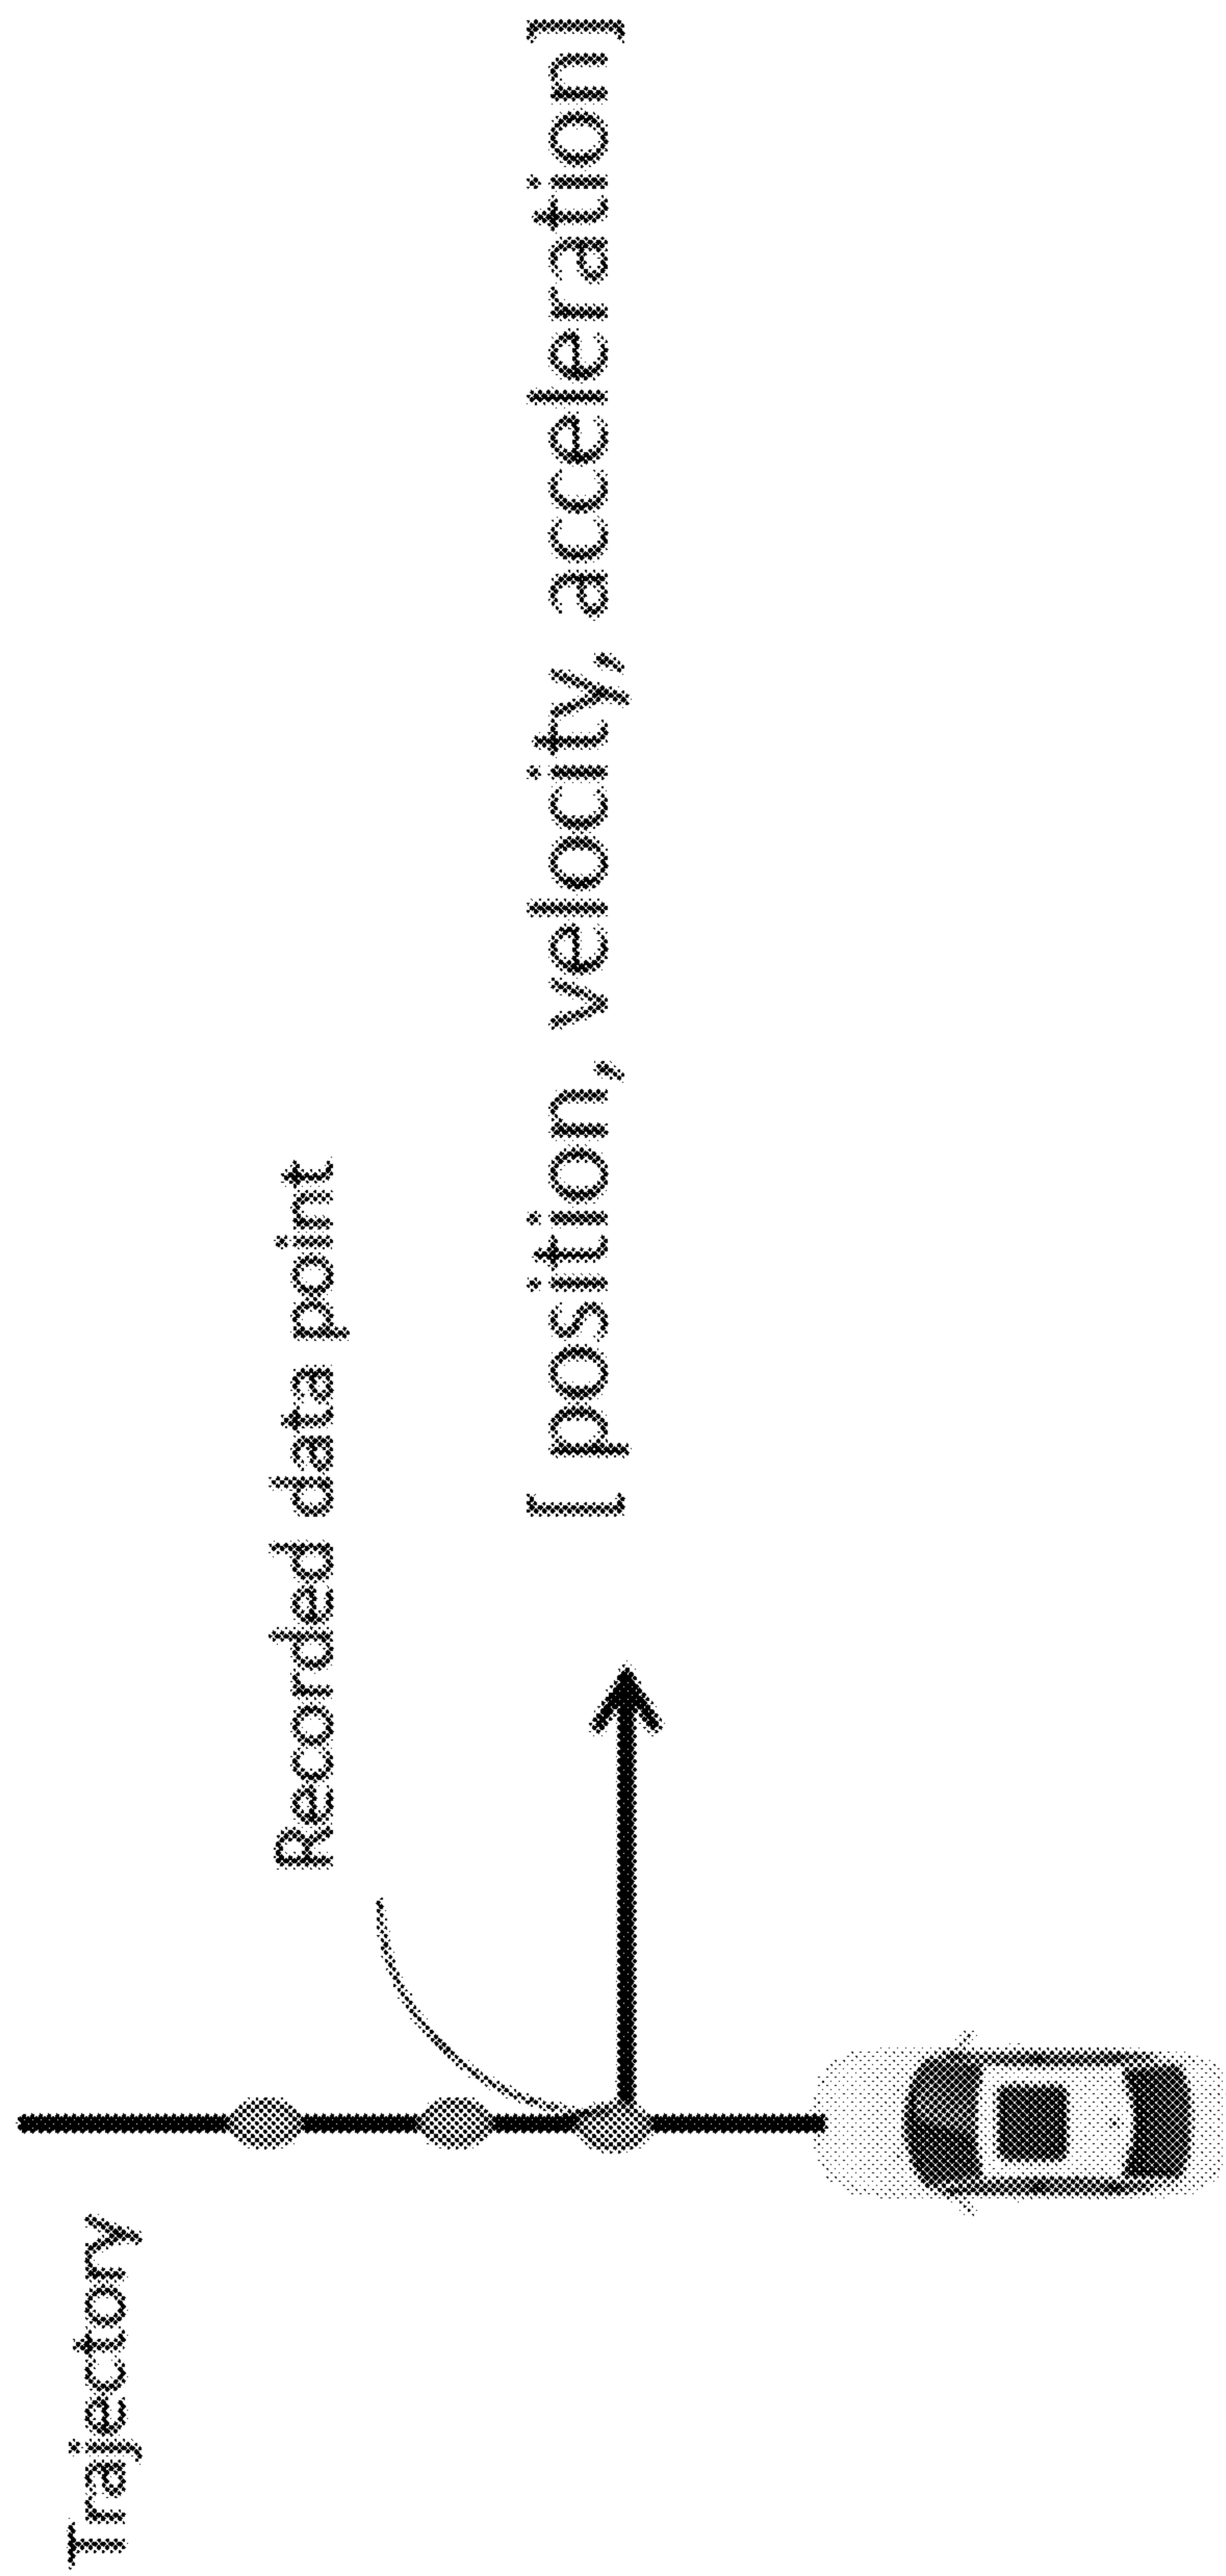 Trajectory
Recorded data point
[ position, velocity, acceleration]